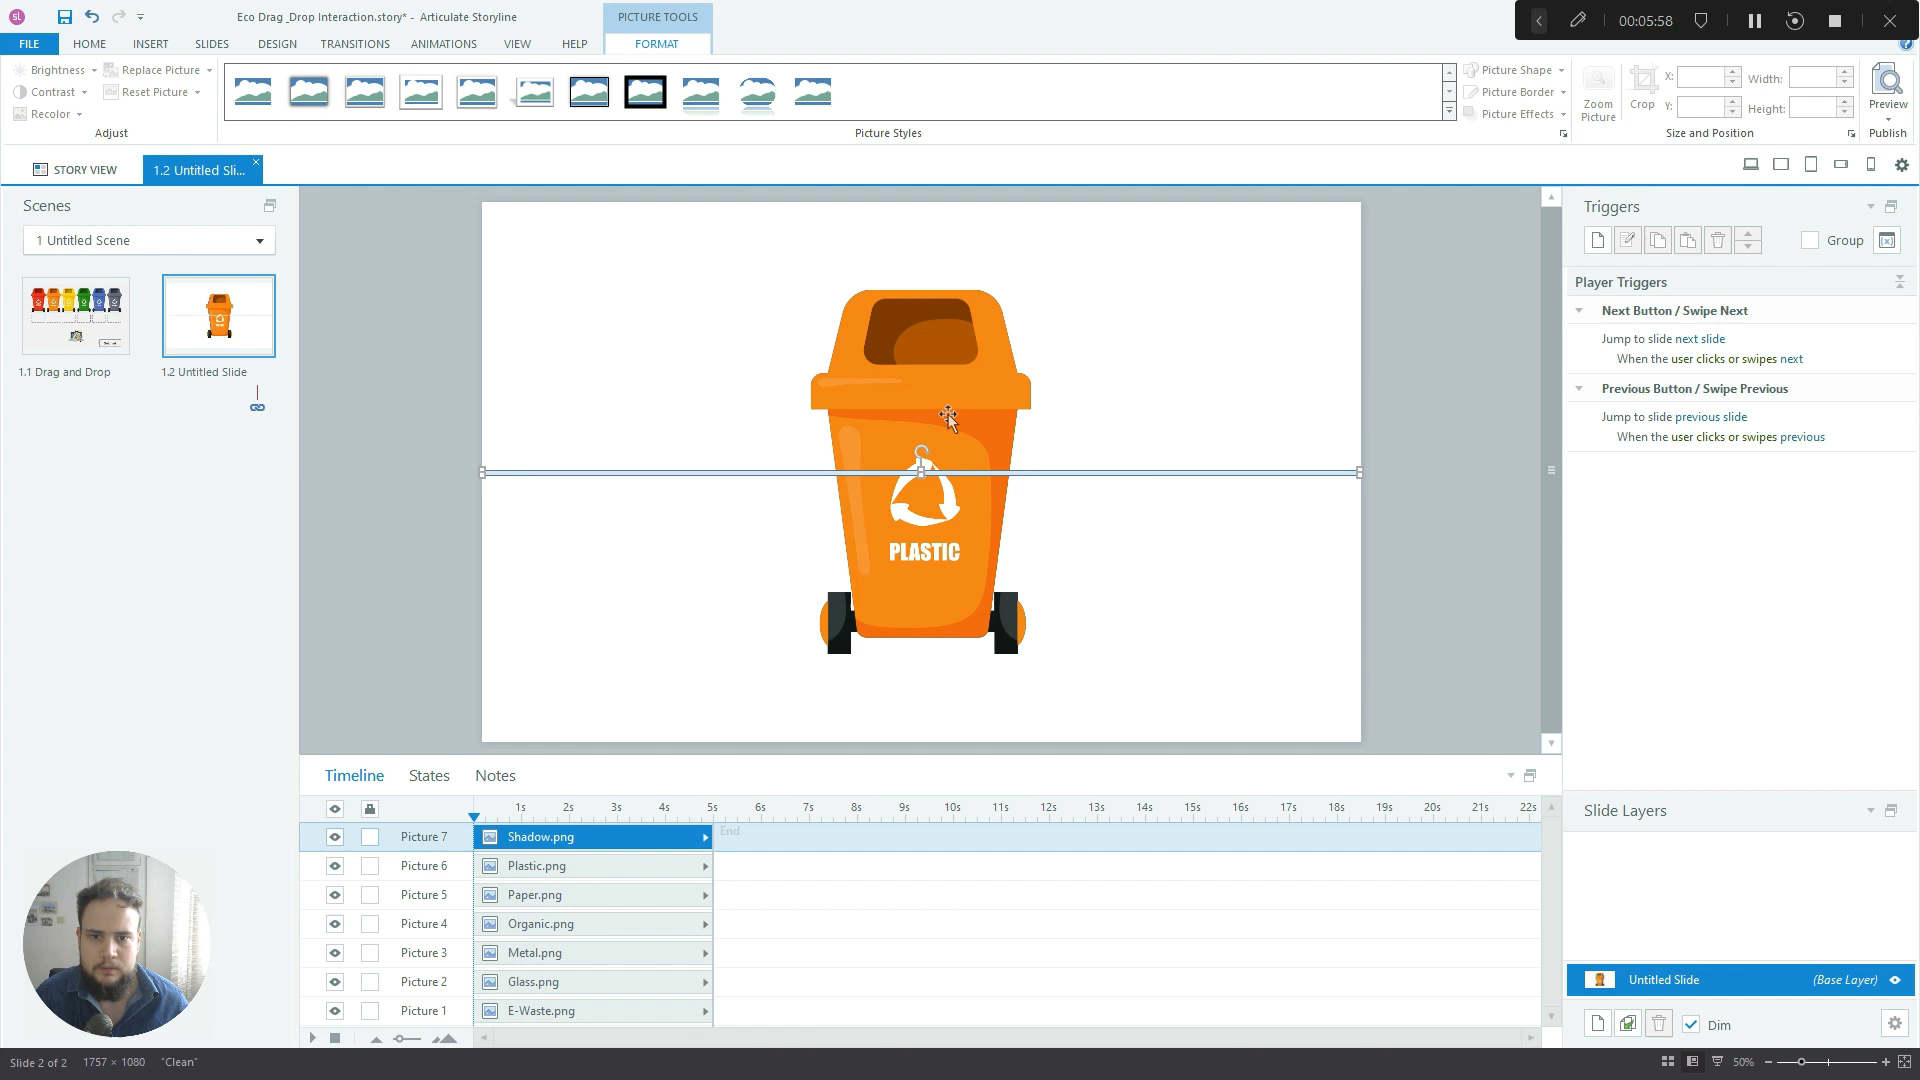 sl
Eco Drag _Drop Interaction.story* - Articulate Storyline
PICTURE TOOLS
00:05:58
FILE HOME INSERT SLIDES DESIGN TRANSITIONS ANIMATIONS VIEW HELP FORMAT
Brightness Replace Picture
Contrast Reset Picture
Recolor
Adjust
Picture Styles
Picture Shape
Picture Border
Picture Effects
Zoom Picture
Crop
X: Width:
Y: Height:
Size and Position
Preview
Publish
STORY VIEW
1.2 Untitled Sli...
Scenes
1 Untitled Scene
1.1 Drag and Drop
1.2 Untitled Slide
PLASTIC
Triggers
Group
Player Triggers
Next Button / Swipe Next
Jump to slide next slide
When the user clicks or swipes next
Previous Button / Swipe Previous
Jump to slide previous slide
When the user clicks or swipes previous
Timeline States Notes
1s 2s 3s 4s 5s 6s 7s 8s 9s 10s 11s 12s 13s 14s 15s 16s 17s 18s 19s 20s 21s 22s
Picture 7 Shadow.png End
Picture 6 Plastic.png
Picture 5 Paper.png
Picture 4 Organic.png
Picture 3 Metal.png
Picture 2 Glass.png
Picture 1 E-Waste.png
Slide Layers
Untitled Slide (Base Layer)
Dim
Slide 2 of 2 1757 × 1080 "Clean"
50%